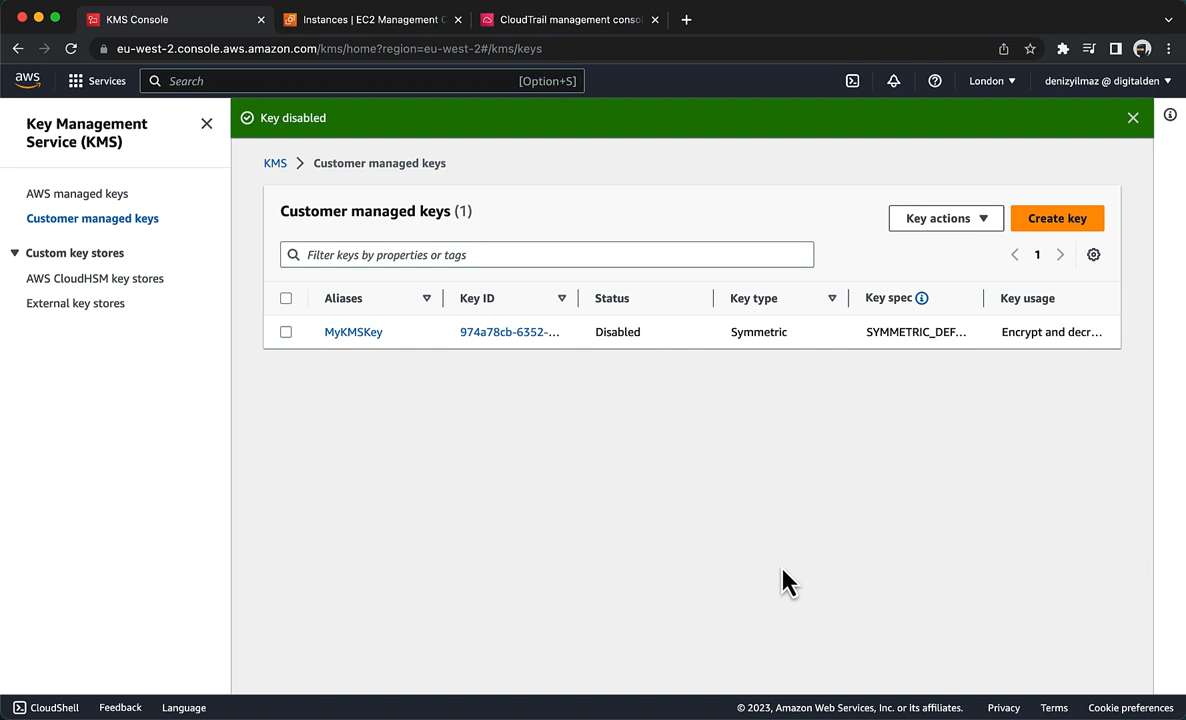 KMS Console
Instances | EC2 Management C
CloudTrail management conso
eu-west-2.console.aws.amazon.com/kms/home?region=eu-west-2#/kms/keys
aws
Services
Search
[Option+S]
London
denizyilmaz @ digitalden
Key Management
Service (KMS)
AWS managed keys
Customer managed keys
Custom key stores
AWS CloudHSM key stores
External key stores
Key disabled
KMS > Customer managed keys
Customer managed keys (1)
Key actions
Create key
Filter keys by properties or tags
1
Aliases Key ID Status Key type Key spec Key usage
MyKMSKey 974a78cb-6352-... Disabled Symmetric SYMMETRIC_DEF... Encrypt and decr...
CloudShell Feedback Language
© 2023, Amazon Web Services, Inc. or its affiliates. Privacy Terms Cookie preferences